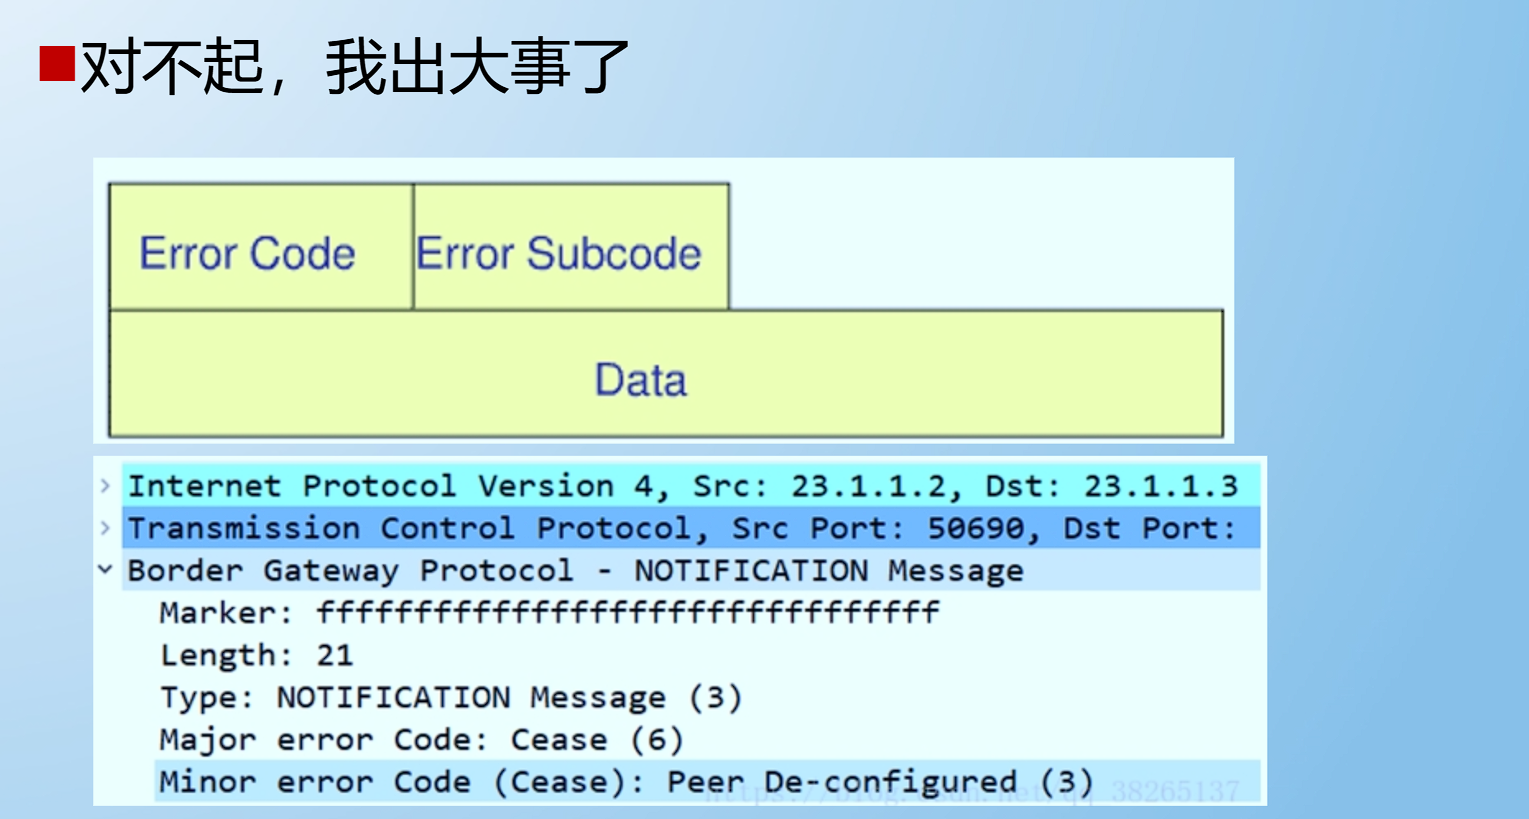 对不起，我出大事了
Error Code
Error Subcode
Data
Internet Protocol Version 4, Src: 23.1.1.2, Dst: 23.1.1.3
Transmission Control Protocol, Src Port: 50690, Dst Port:
Border Gateway Protocol - NOTIFICATION Message
Marker: ffffffffffffffffffffffffffffffff
Length: 21
Type: NOTIFICATION Message (3)
Major error Code: Cease (6)
Minor error Code (Cease): Peer De-configured (3)
https://blog.csdn.net/qq_38265137